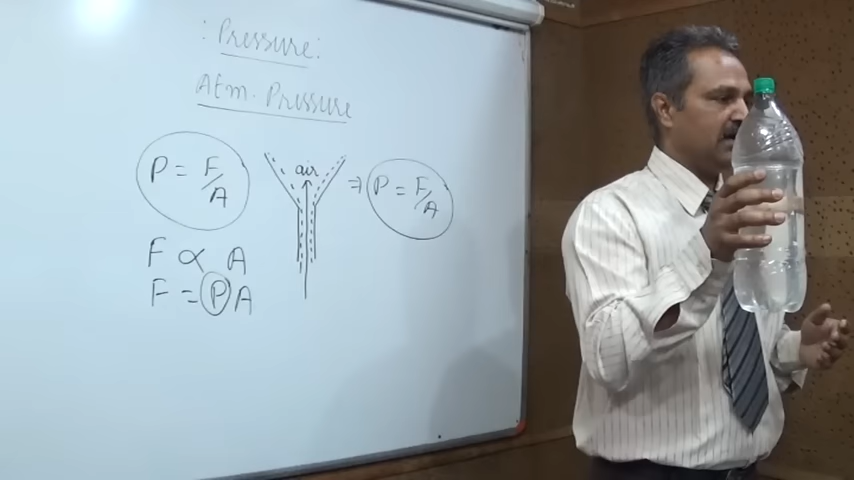 : Pressure:
Atm. Pressure
P = F/A
air
⇒ P = F/A
F ∝ A
F = P A